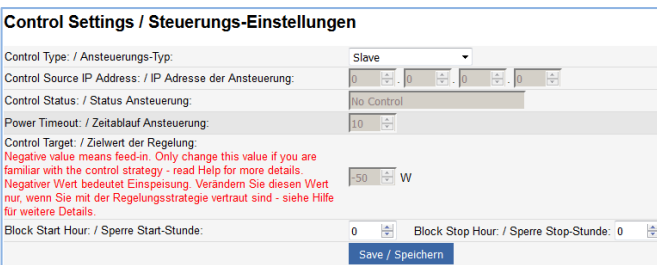 Control Settings / Steuerungs-Einstellungen
Control Type: / Ansteuerungs-Typ: Slave
Control Source IP Address: / IP Adresse der Ansteuerung: 0 . 0 . 0 . 0
Control Status: / Status Ansteuerung: No Control
Power Timeout: / Zeitablauf Ansteuerung: 10
Control Target: / Zielwert der Regelung:
Negative value means feed-in. Only change this value if you are
familiar with the control strategy - read Help for more details.
Negativer Wert bedeutet Einspeisung. Verändern Sie diesen Wert
nur, wenn Sie mit der Regelungsstrategie vertraut sind - siehe Hilfe
für weitere Details.
-50 W
Block Start Hour: / Sperre Start-Stunde: 0 Block Stop Hour: / Sperre Stop-Stunde: 0
Save / Speichern